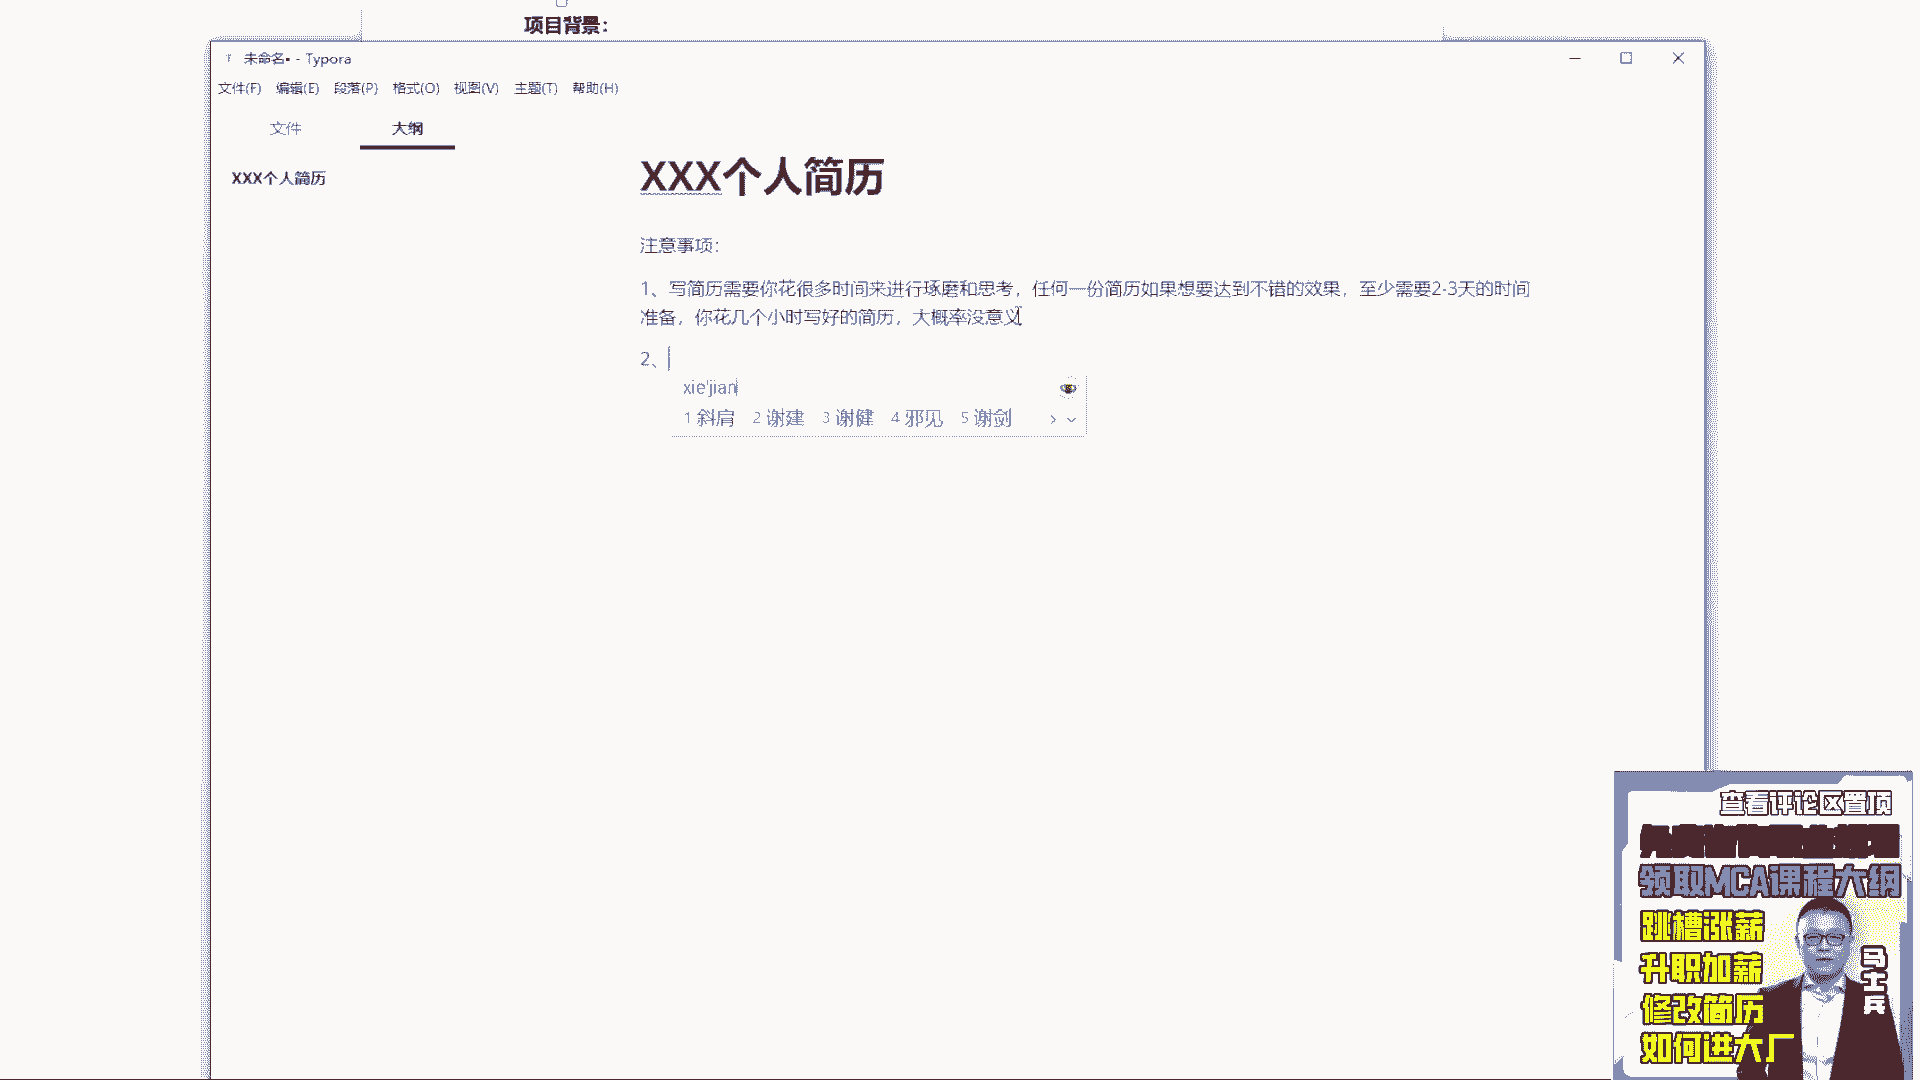 项目背景：
未命名• - Typora
文件(F) 编辑(E) 段落(P) 格式(O) 视图(V) 主题(T) 帮助(H)
文件 大纲
XXX个人简历
XXX个人简历
注意事项：
1、写简历需要你花很多时间来进行琢磨和思考，任何一份简历如果想要达到不错的效果，至少需要2-3天的时间
准备，你花几个小时写好的简历，大概率没意义
2、
xie'jian
1 斜肩 2 谢建 3 谢健 4 邪见 5 谢剑
查看评论区置顶
领取MCA课程大纲
跳槽涨薪
升职加薪
修改简历
如何进大厂
马士兵